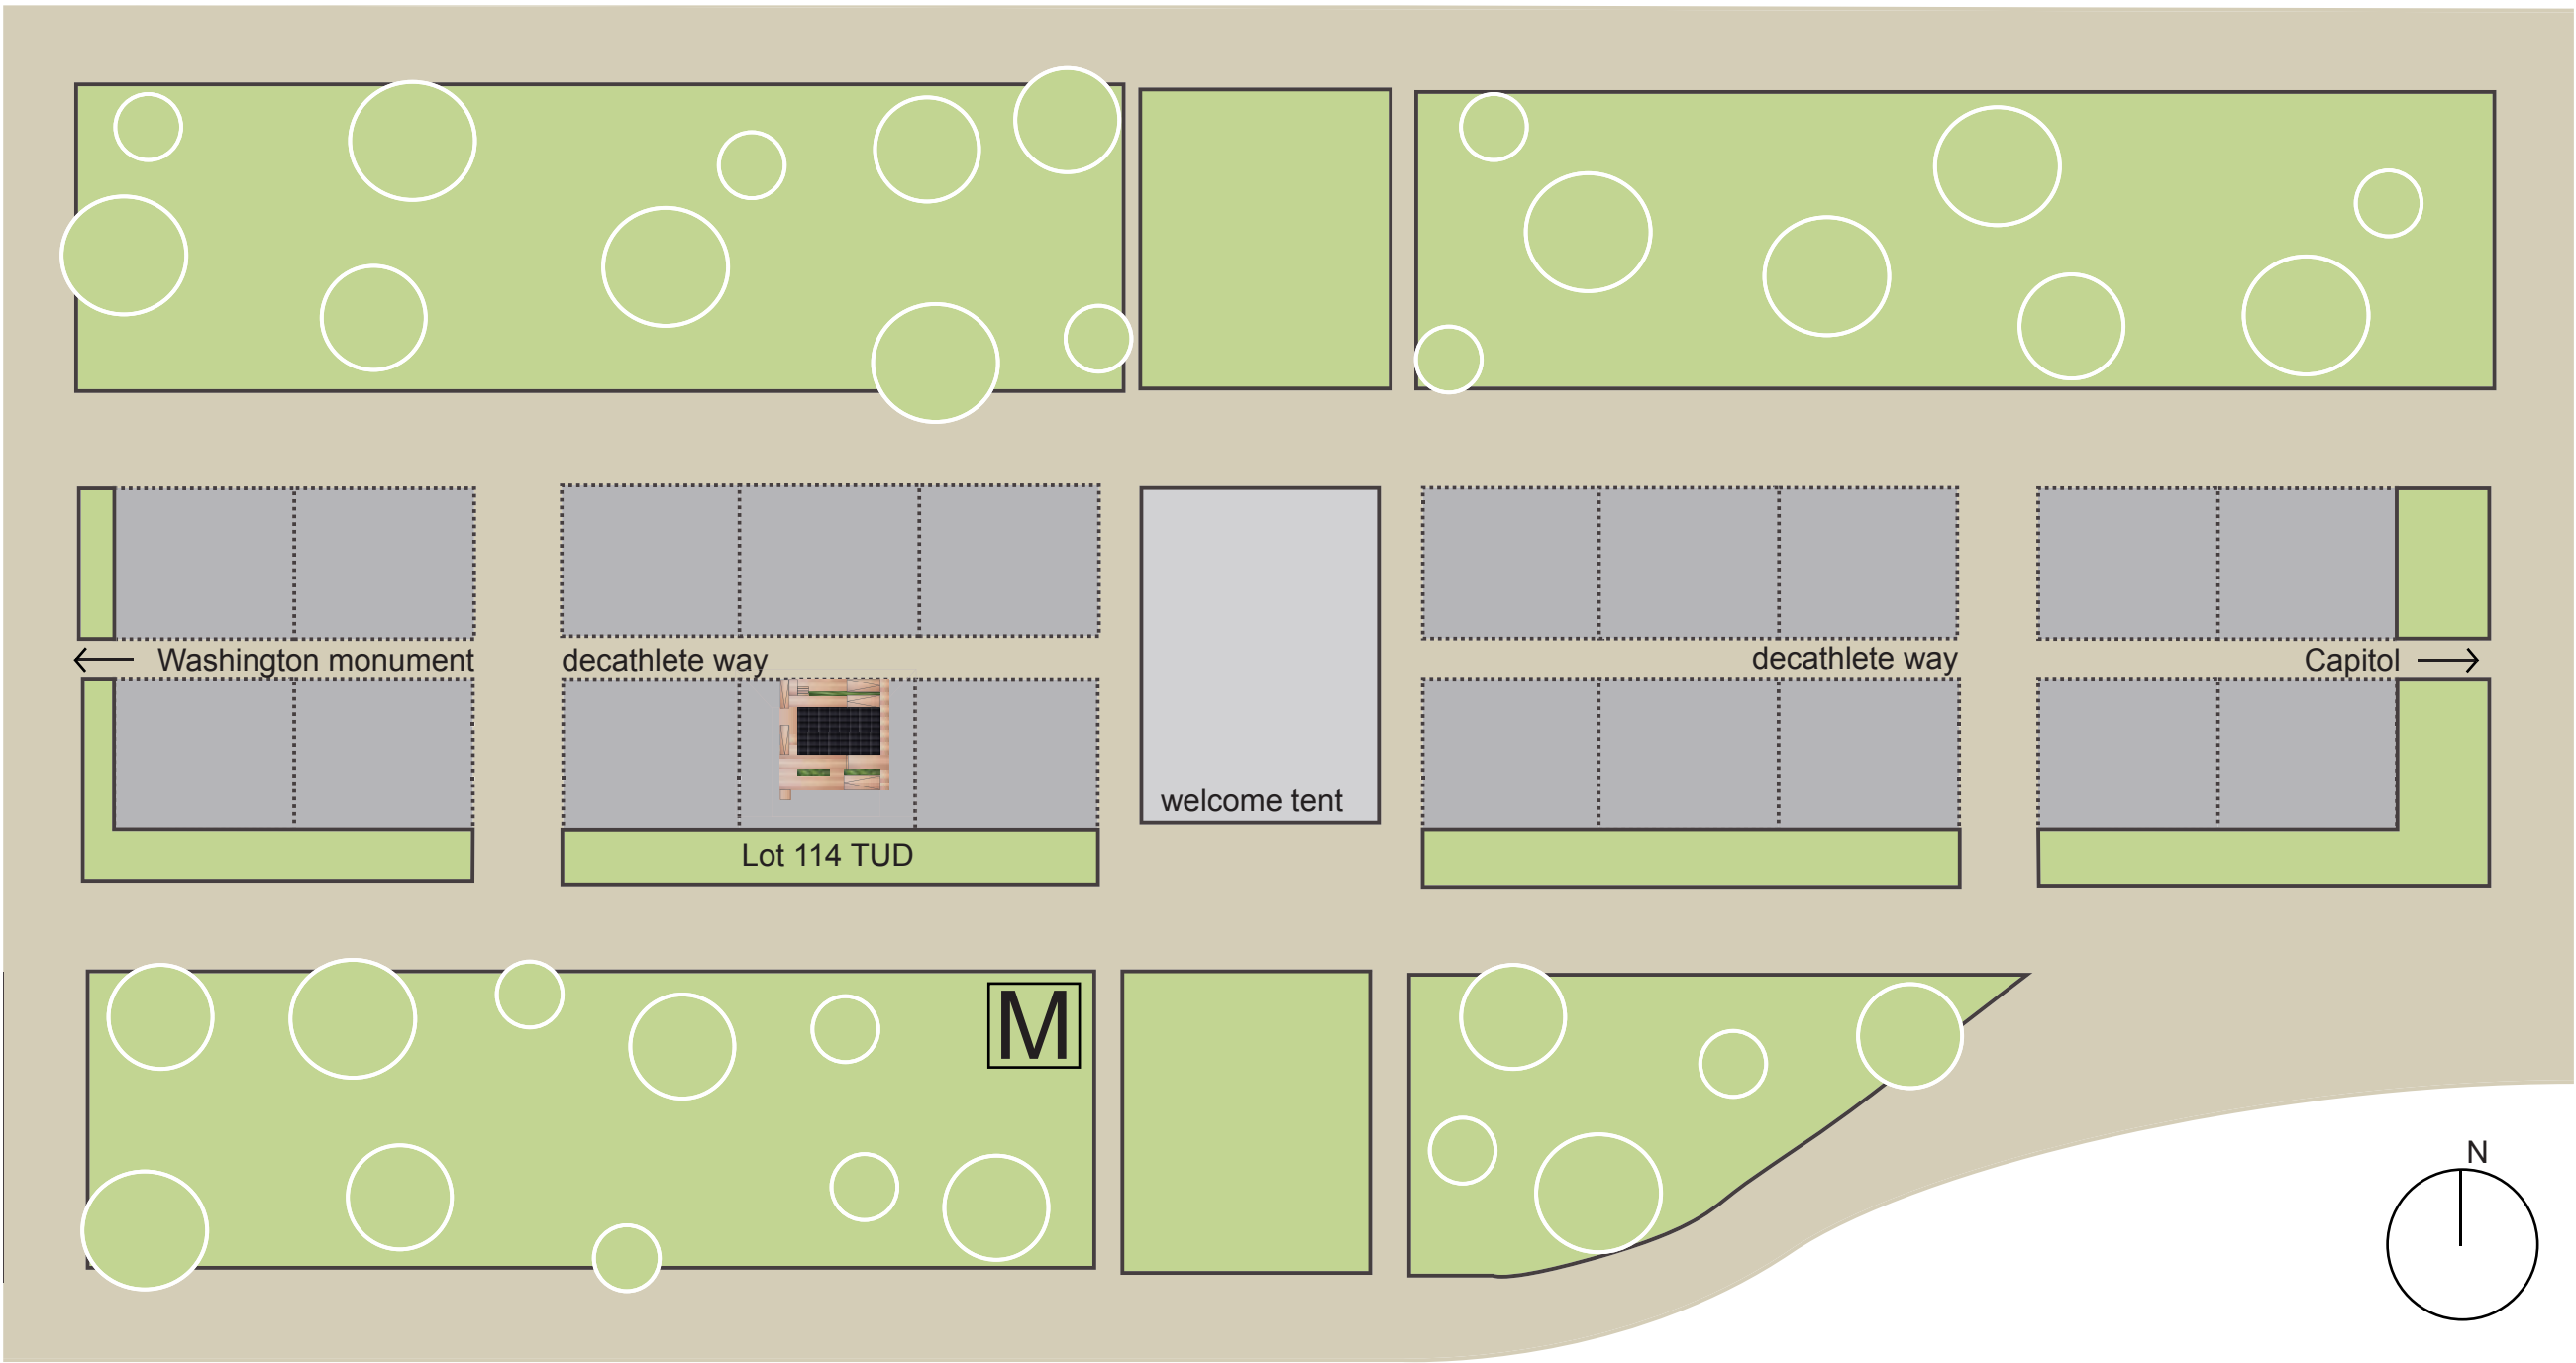 Washington monument
decathlete way
decathlete way
Capitol
welcome tent
Lot 114 TUD
M
N